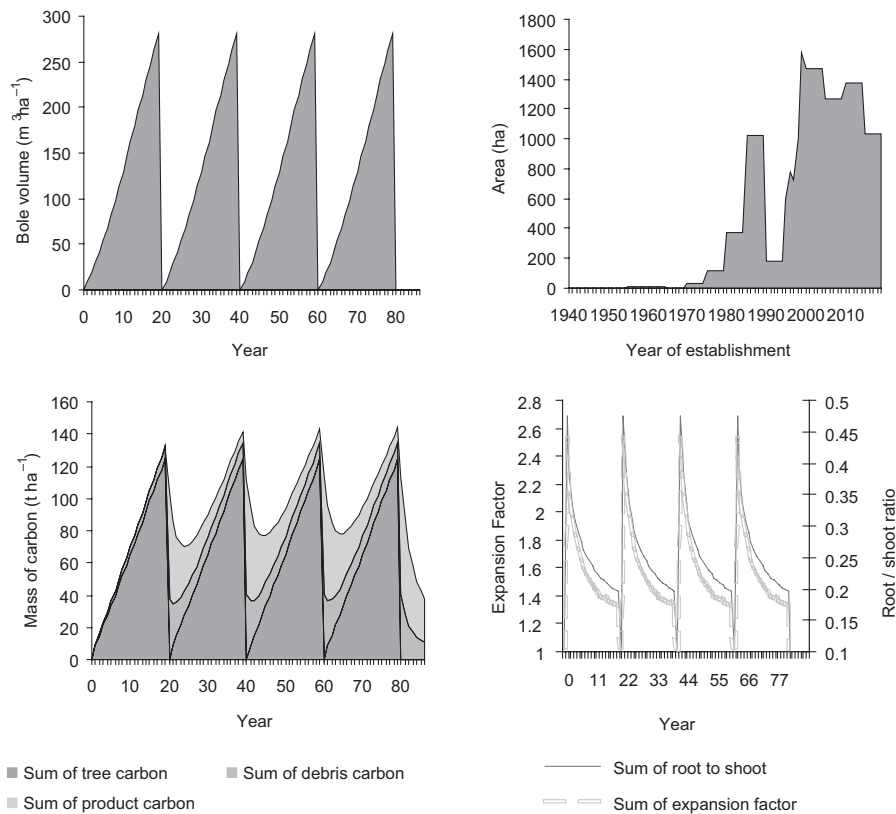 300
250
200
150
100
50
0
Bole volume (m³ha⁻¹)
0 10 20 30 40 50 60 70 80
Year
1800
1600
1400
1200
1000
800
600
400
200
0
Area (ha)
1940 1950 1960 1970 1980 1990 2000 2010
Year of establishment
160
140
120
100
80
60
40
20
0
Mass of carbon (t ha⁻¹)
0 10 20 30 40 50 60 70 80
Year
Sum of tree carbon
Sum of debris carbon
Sum of product carbon
2.8
2.6
2.4
2.2
2
1.8
1.6
1.4
1.2
1
Expansion Factor
0.5
0.45
0.4
0.35
0.3
0.25
0.2
0.15
0.1
Root / shoot ratio
0 11 22 33 44 55 66 77
Year
Sum of root to shoot
Sum of expansion factor